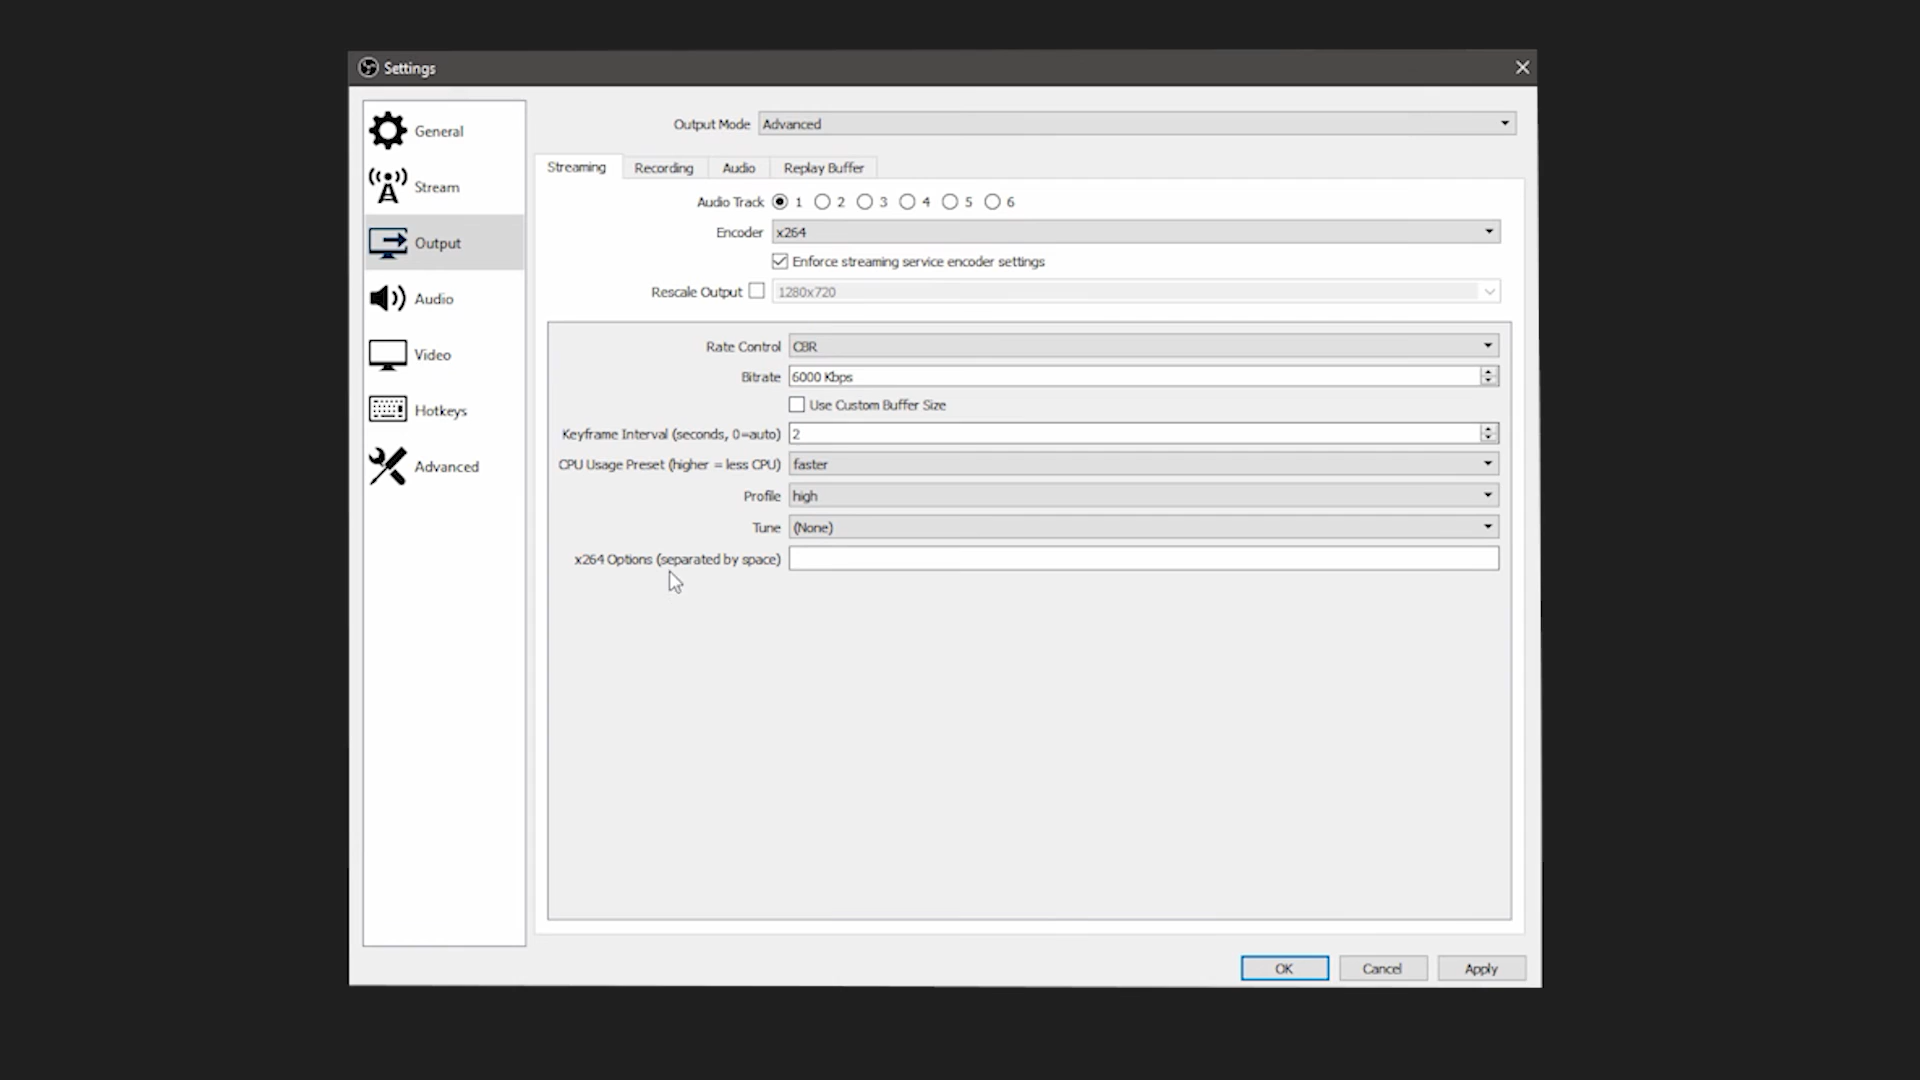 Settings
General
Stream
Output
Audio
Video
Hotkeys
Advanced
Output Mode Advanced
Streaming Recording Audio Replay Buffer
Audio Track 1 2 3 4 5 6
Encoder x264
Enforce streaming service encoder settings
Rescale Output 1280x720
Rate Control CBR
Bitrate 6000 Kbps
Use Custom Buffer Size
Keyframe Interval (seconds, 0=auto) 2
CPU Usage Preset (higher = less CPU) faster
Profile high
Tune (None)
x264 Options (separated by space)
OK Cancel Apply